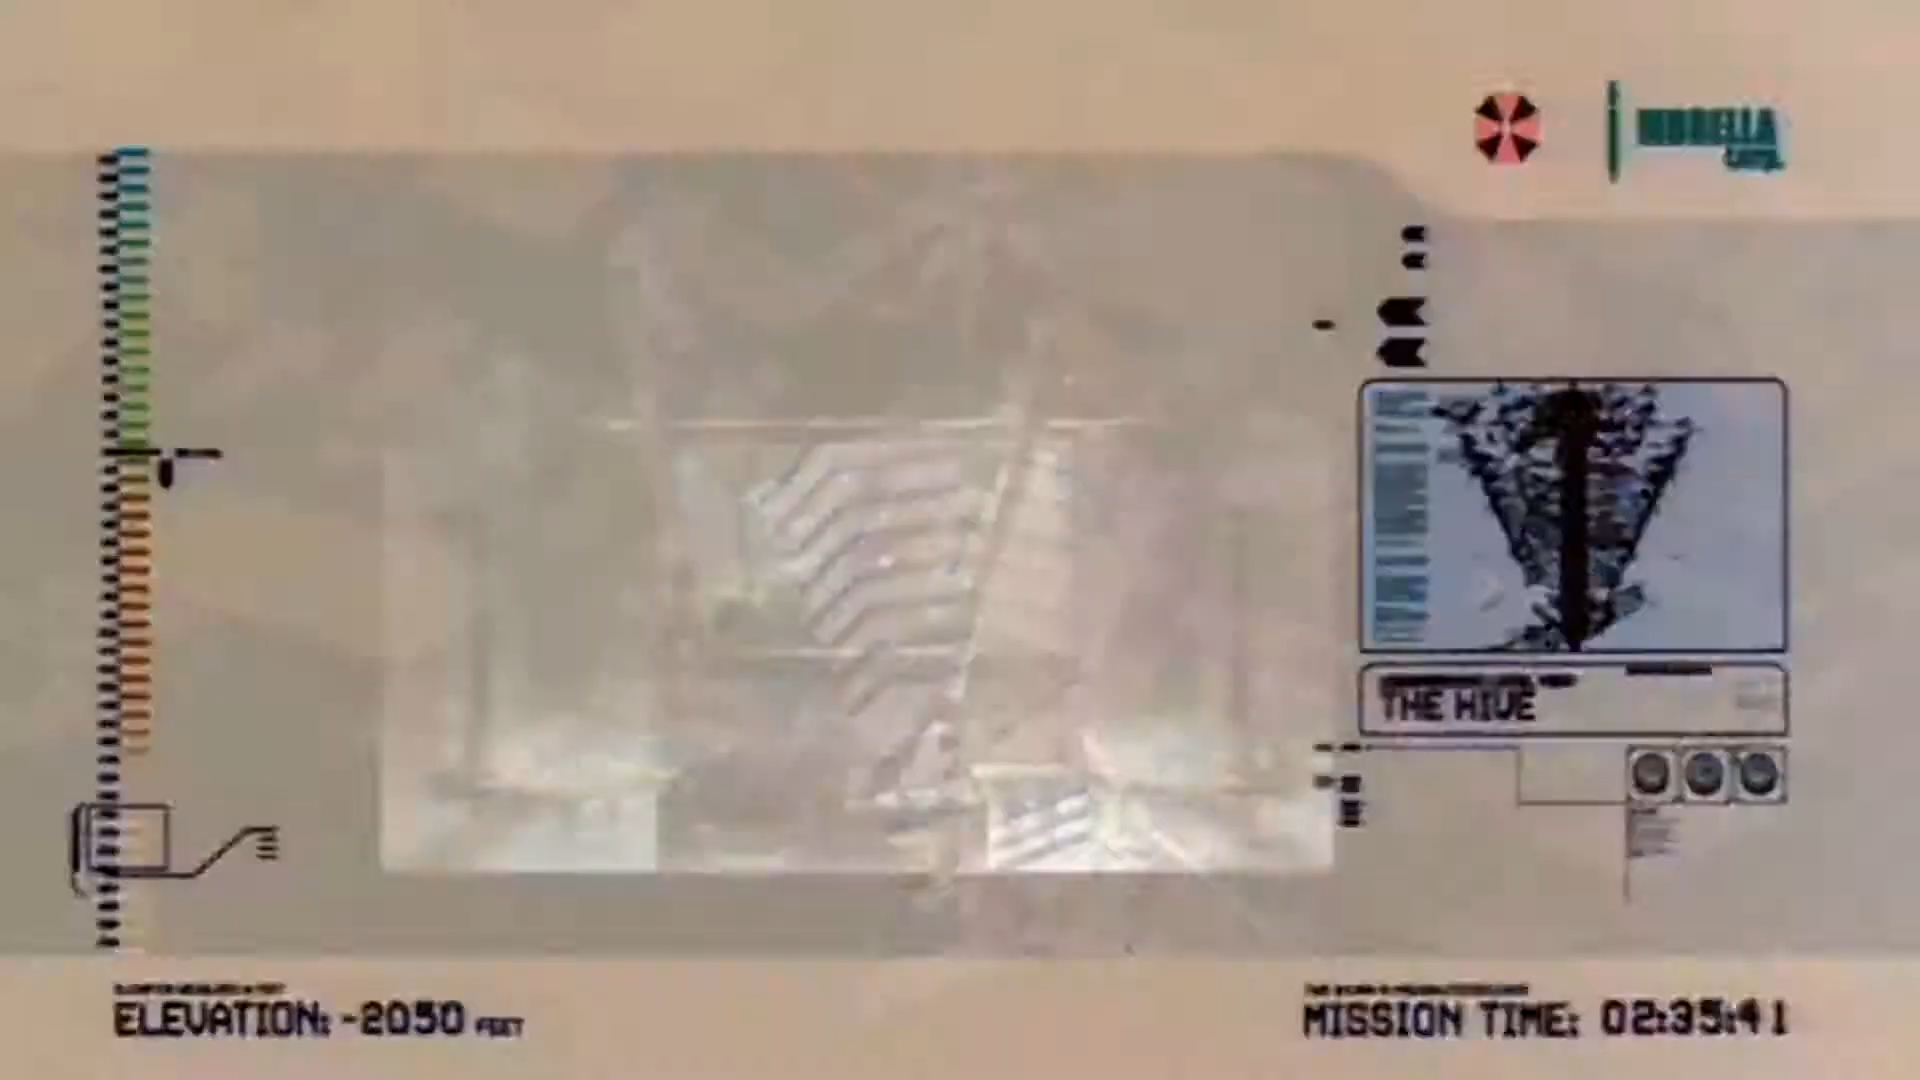 UMBRELLA
Corp.
THE HIVE
ELEVATION: -2050 FEET
MISSION TIME: 02:35:41